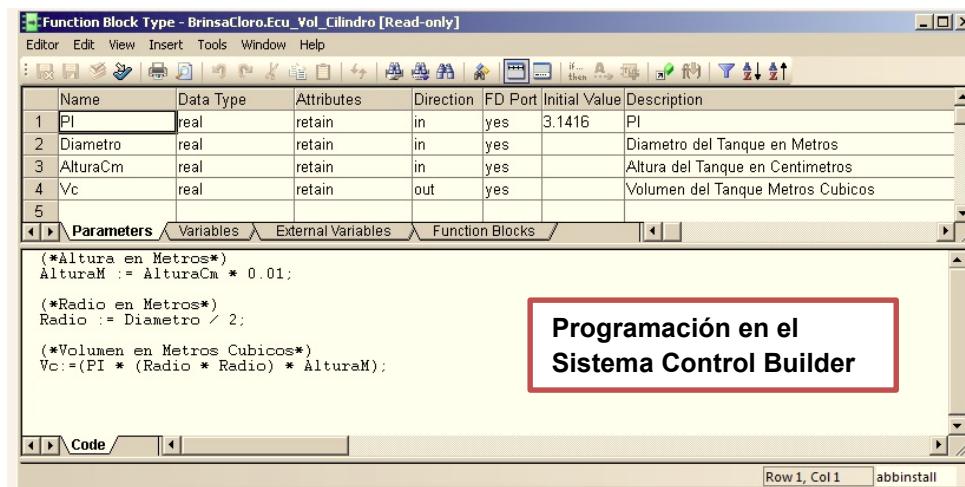 Function Block Type - BrinsaCloro.Ecu_Vol_Cilindro [Read-only]
Editor Edit View Insert Tools Window Help
if... then
Name Data Type Attributes Direction FD Port Initial Value Description
1 PI real retain in yes 3.1416 PI
2 Diametro real retain in yes Diametro del Tanque en Metros
3 AlturaCm real retain in yes Altura del Tanque en Centimetros
4 Vc real retain out yes Volumen del Tanque Metros Cubicos
5
Parameters Variables External Variables Function Blocks
(*Altura en Metros*)
AlturaM := AlturaCm * 0.01;
(*Radio en Metros*)
Radio := Diametro / 2;
(*Volumen en Metros Cubicos*)
Vc:=(PI * (Radio * Radio) * AlturaM);
Programación en el
Sistema Control Builder
Code
Row 1, Col 1 abbinstall